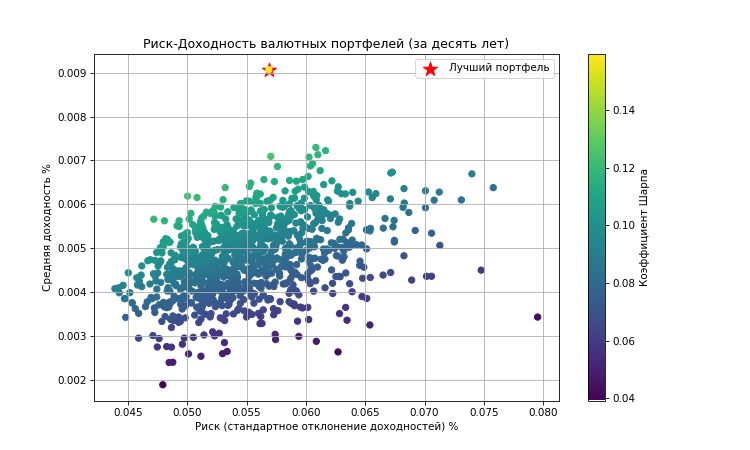 Риск-Доходность валютных портфелей (за десять лет)
Лучший портфель
Средняя доходность %
0.009
0.008
0.007
0.006
0.005
0.004
0.003
0.002
0.045 0.050 0.055 0.060 0.065 0.070 0.075 0.080
Риск (стандартное отклонение доходностей) %
0.14
0.12
0.10
0.08
0.06
0.04
Коэффициент Шарпа